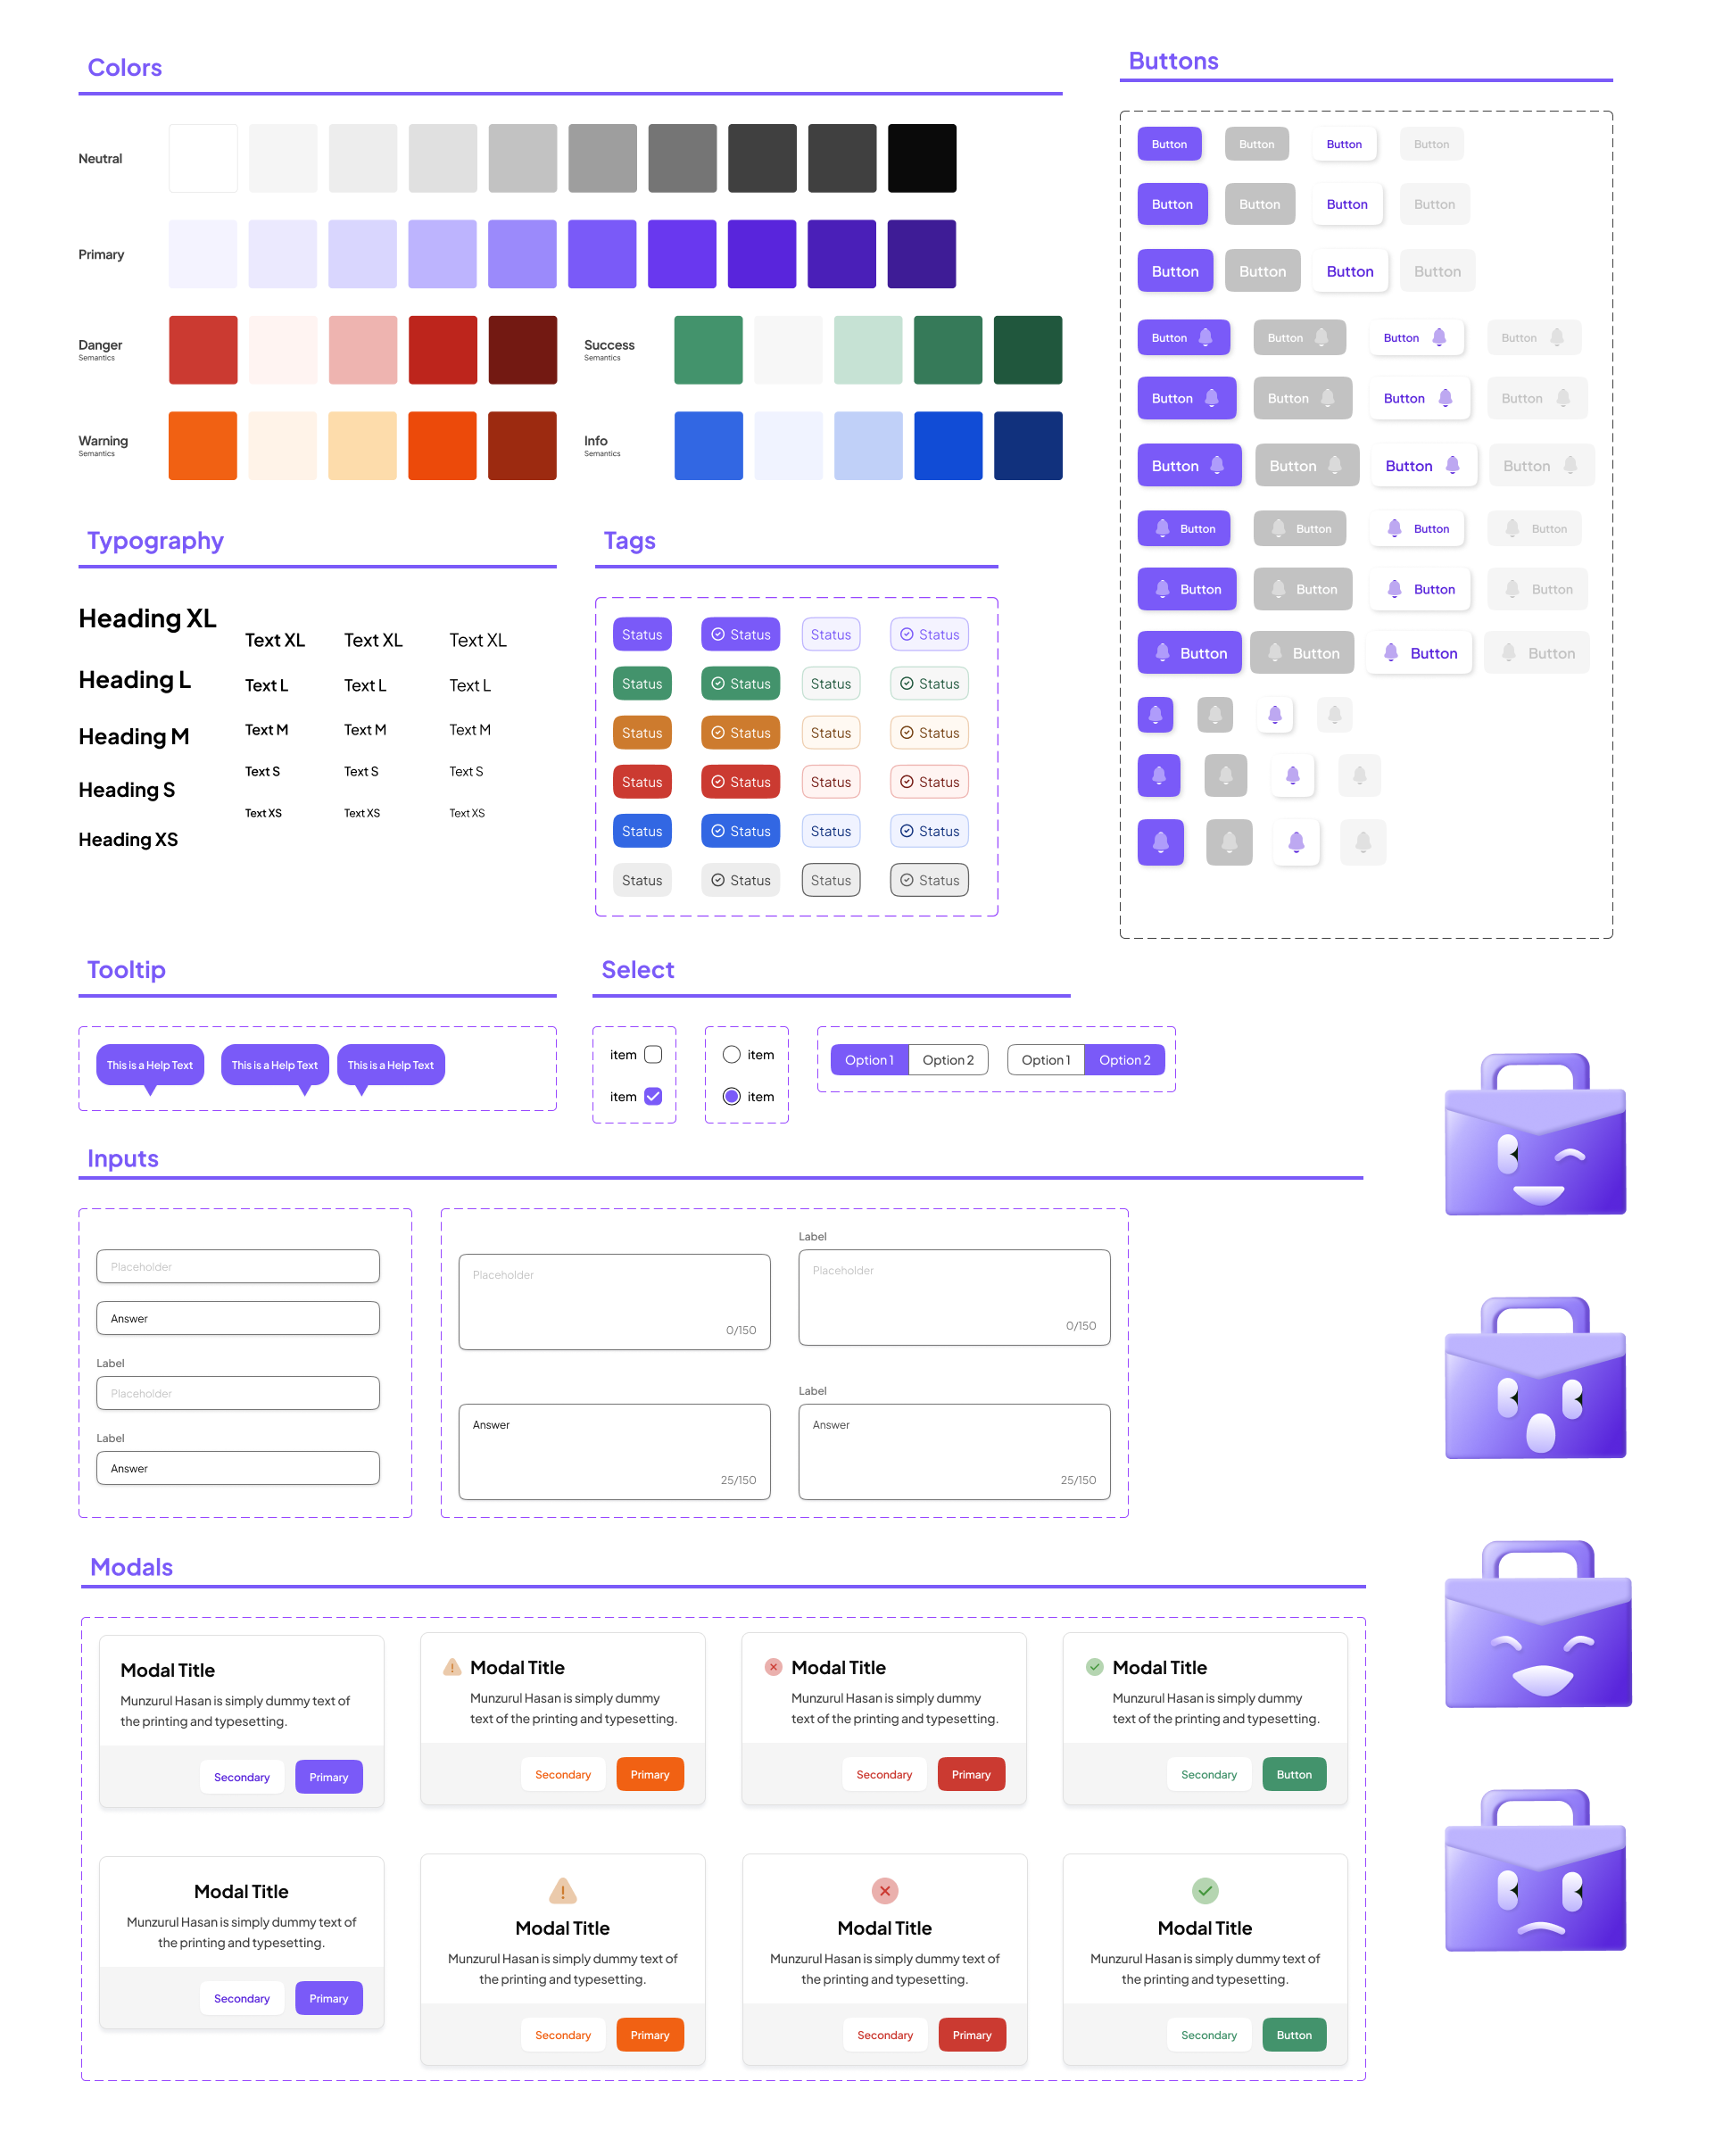 Colors
Neutral
Primary
Danger
Semantics
Success
Semantics
Warning
Semantics
Info
Semantics
Buttons
Button Button Button Button
Button Button Button Button
Button Button Button Button
Button Button Button Button
Button Button Button Button
Button Button Button Button
Button Button Button Button
Button Button Button Button
Button Button Button Button
Typography
Heading XL
Heading L
Heading M
Heading S
Heading XS
Text XL Text XL Text XL
Text L Text L Text L
Text M Text M Text M
Text S Text S Text S
Text XS Text XS Text XS
Tags
Status Status Status Status
Status Status Status Status
Status Status Status Status
Status Status Status Status
Status Status Status Status
Status Status Status Status
Tooltip
This is a Help Text This is a Help Text This is a Help Text
Select
item
item
item
item
Option 1 Option 2 Option 1 Option 2
Inputs
Placeholder
Answer
Label
Placeholder
Label
Answer
Placeholder
0/150
Label
Placeholder
0/150
Answer
25/150
Label
Answer
25/150
Modals
Modal Title
Munzurul Hasan is simply dummy text of
the printing and typesetting.
Secondary Primary
Modal Title
Munzurul Hasan is simply dummy
text of the printing and typesetting.
Secondary Primary
Modal Title
Munzurul Hasan is simply dummy
text of the printing and typesetting.
Secondary Primary
Modal Title
Munzurul Hasan is simply dummy
text of the printing and typesetting.
Secondary Button
Modal Title
Munzurul Hasan is simply dummy text of
the printing and typesetting.
Secondary Primary
Modal Title
Munzurul Hasan is simply dummy text of
the printing and typesetting.
Secondary Primary
Modal Title
Munzurul Hasan is simply dummy text of
the printing and typesetting.
Secondary Primary
Modal Title
Munzurul Hasan is simply dummy text of
the printing and typesetting.
Secondary Button